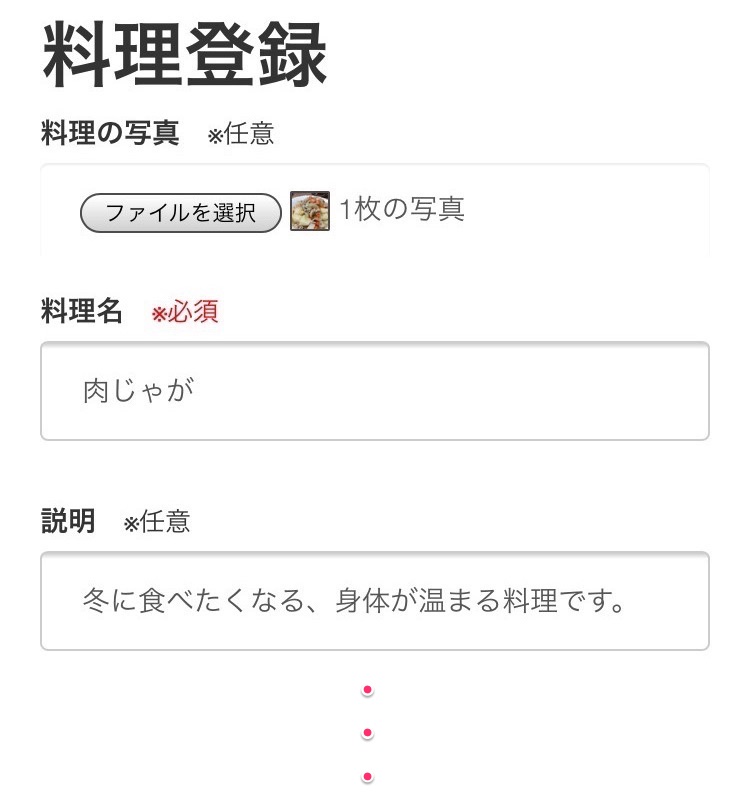 料理登録
料理の写真 ※任意
ファイルを選択 1枚の写真
料理名 ※必須
肉じゃが
説明 ※任意
冬に食べたくなる、身体が温まる料理です。